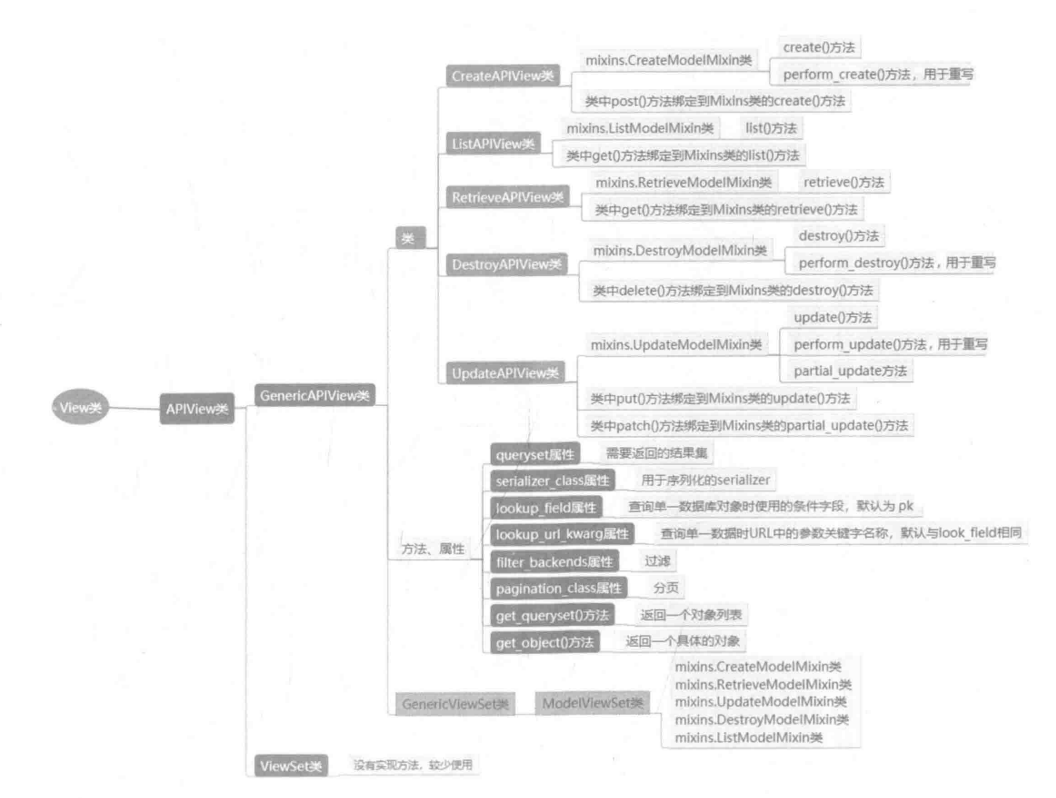 View类
APIView类
GenericAPIView类
类
CreateAPIView类
mixins.CreateModelMixin类
create()方法
perform_create()方法，用于重写
类中post()方法绑定到Mixins类的create()方法
ListAPIView类
mixins.ListModelMixin类
list()方法
类中get()方法绑定到Mixins类的list()方法
RetrieveAPIView类
mixins.RetrieveModelMixin类
retrieve()方法
类中get()方法绑定到Mixins类的retrieve()方法
DestroyAPIView类
mixins.DestroyModelMixin类
destroy()方法
perform_destroy()方法，用于重写
类中delete()方法绑定到Mixins类的destroy()方法
UpdateAPIView类
mixins.UpdateModelMixin类
update()方法
perform_update()方法，用于重写
partial_update方法
类中put()方法绑定到Mixins类的update()方法
类中patch()方法绑定到Mixins类的partial_update()方法
方法、属性
queryset属性
需要返回的结果集
serializer_class属性
用于序列化的serializer
lookup_field属性
查询单一数据库对象时使用的条件字段，默认为 pk
lookup_url_kwarg属性
查询单一数据时URL中的参数关键字名称，默认与look_field相同
filter_backends属性
过滤
pagination_class属性
分页
get_queryset()方法
返回一个对象列表
get_object()方法
返回一个具体的对象
GenericViewSet类
ModelViewSet类
mixins.CreateModelMixin类
mixins.RetrieveModelMixin类
mixins.UpdateModelMixin类
mixins.DestroyModelMixin类
mixins.ListModelMixin类
ViewSet类
没有实现方法，较少使用